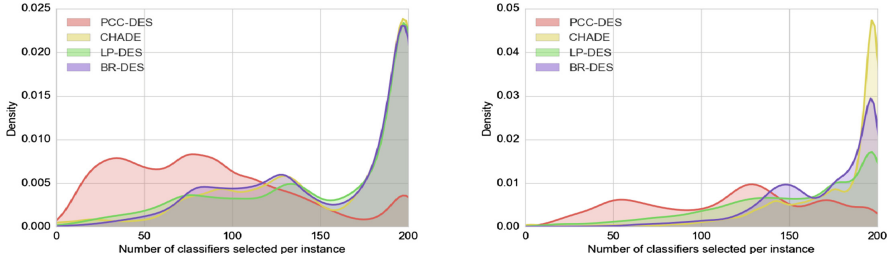 0.025
0.020
0.015
0.010
0.005
0.000
Density
PCC-DES
CHADE
LP-DES
BR-DES
0 50 100 150 200
Number of classifiers selected per instance
0.05
0.04
0.03
0.02
0.01
0.00
Density
PCC-DES
CHADE
LP-DES
BR-DES
0 50 100 150 200
Number of classifiers selected per instance